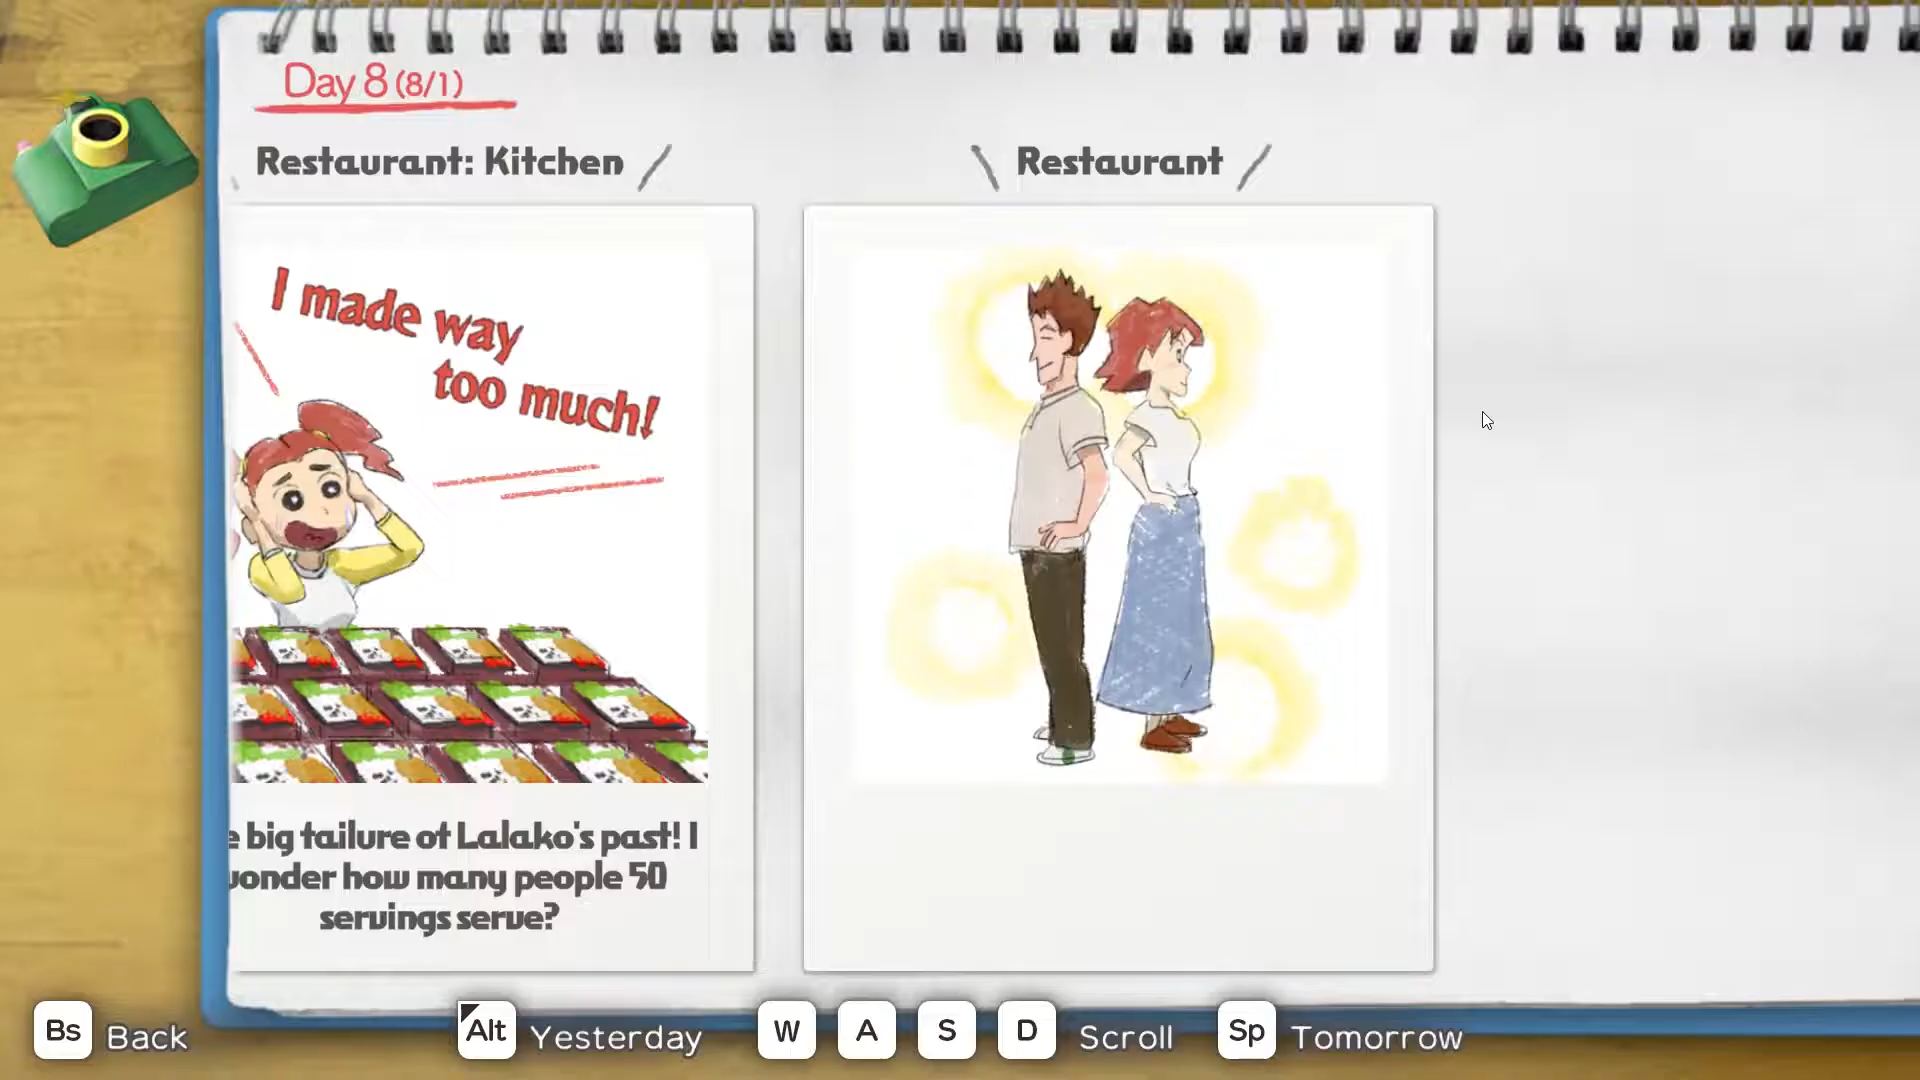 Day 8 (8/1)
Restaurant: Kitchen
Restaurant
I made way
too much!
big failure of Lalako's past! I
wonder how many people 50
servings serve?
Bs Back
Alt Yesterday
W A S D Scroll
Sp Tomorrow